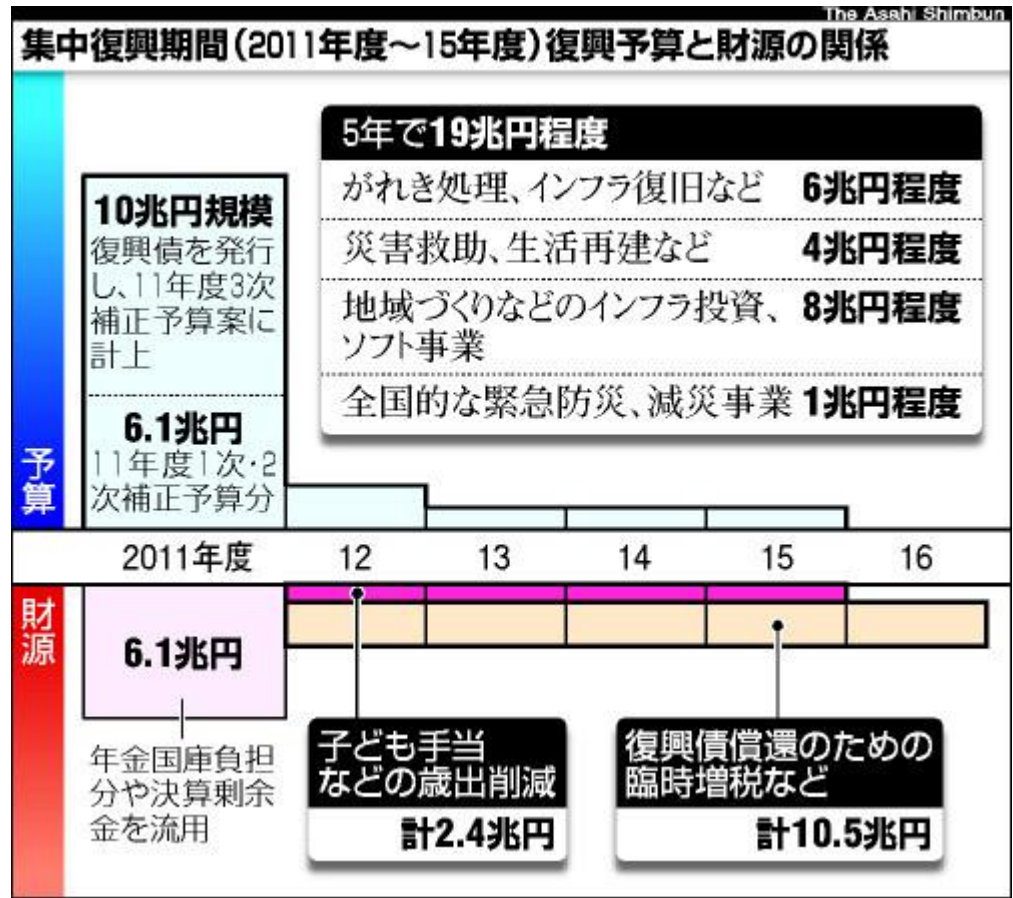 The Asahi Shimbun
集中復興期間(2011年度～15年度)復興予算と財源の関係
5年で19兆円程度
がれき処理、インフラ復旧など 6兆円程度
災害救助、生活再建など 4兆円程度
地域づくりなどのインフラ投資、 8兆円程度
ソフト事業
全国的な緊急防災、減災事業 1兆円程度
予算
10兆円規模
復興債を発行
し、11年度3次
補正予算案に
計上
6.1兆円
11年度1次・2
次補正予算分
2011年度 12 13 14 15 16
財源
6.1兆円
年金国庫負担
分や決算剰余
金を流用
子ども手当
などの歳出削減
計2.4兆円
復興債償還のための
臨時増税など
計10.5兆円